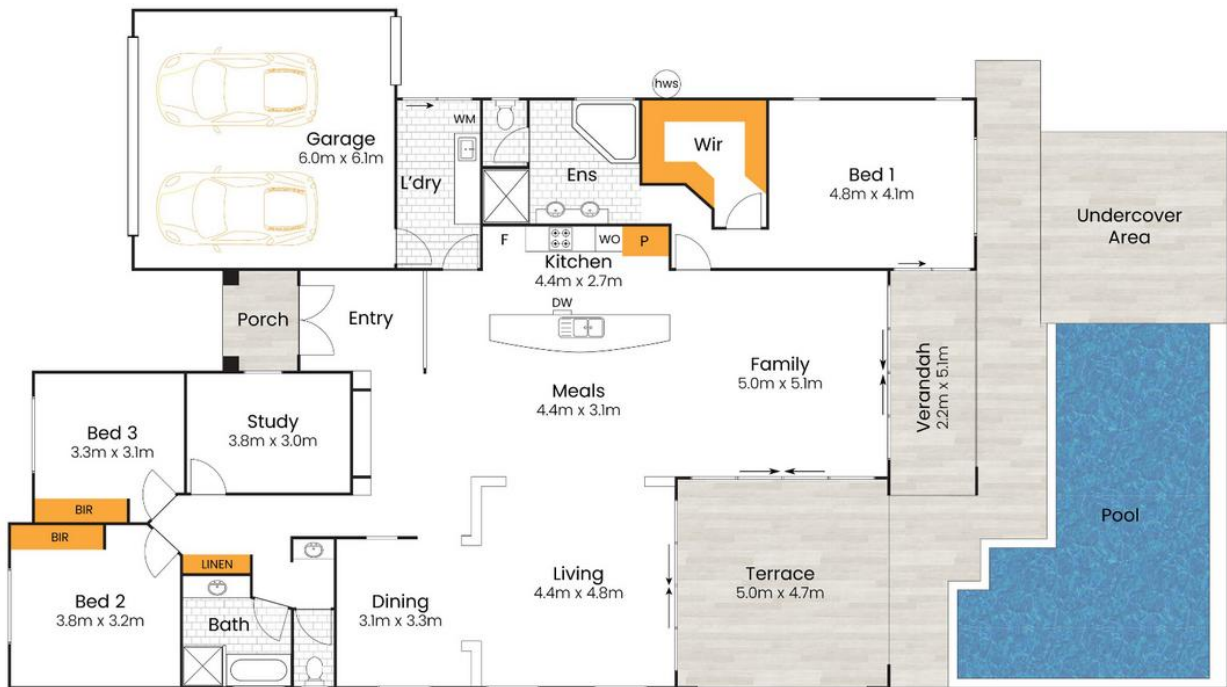 hws
Garage
6.0m x 6.1m
WM
L'dry
Ens
Wir
Bed 1
4.8m x 4.1m
Undercover
Area
F
WO
P
Kitchen
4.4m x 2.7m
DW
Porch
Entry
Meals
4.4m x 3.1m
Family
5.0m x 5.1m
Verandah
2.2m x 5.1m
Bed 3
3.3m x 3.1m
Study
3.8m x 3.0m
BIR
BIR
LINEN
Bed 2
3.8m x 3.2m
Bath
Dining
3.1m x 3.3m
Living
4.4m x 4.8m
Terrace
5.0m x 4.7m
Pool